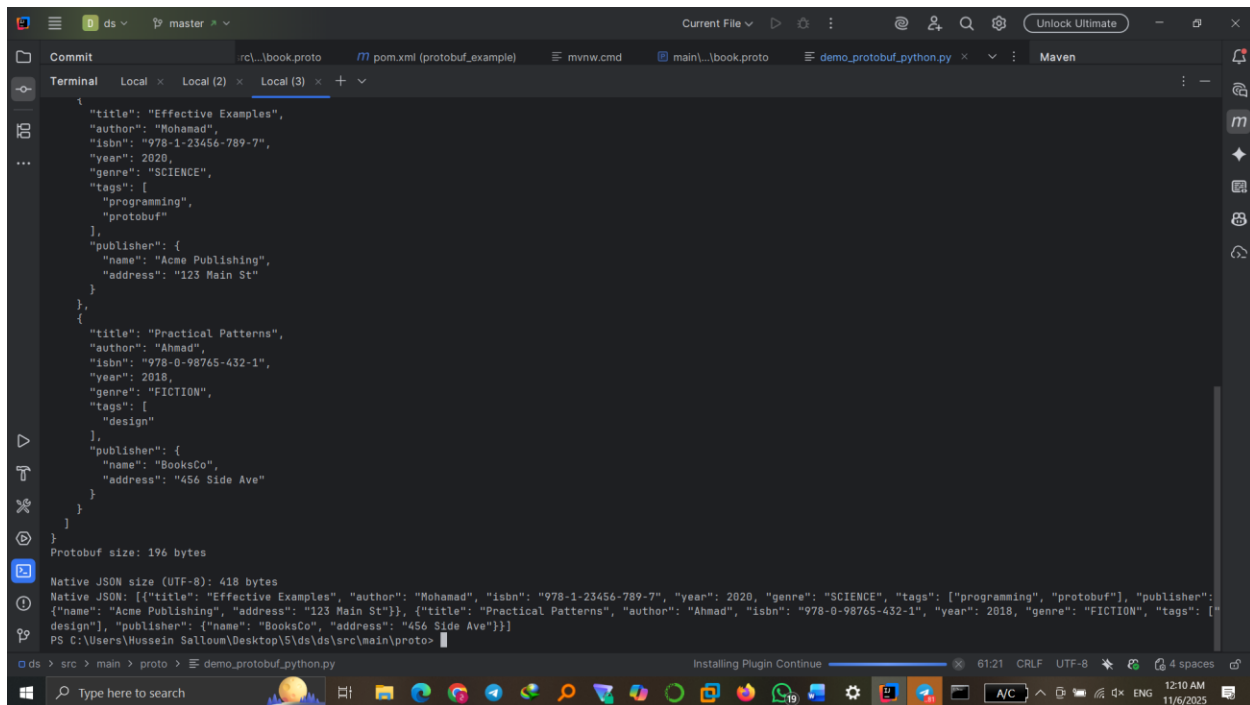 D ds master Current File Unlock Ultimate
Commit src\...\book.proto m pom.xml (protobuf_example) mvnw.cmd main\...\book.proto demo_protobuf_python.py Maven
Terminal Local Local (2) Local (3)
{
"title": "Effective Examples",
"author": "Mohamad",
"isbn": "978-1-23456-789-7",
"year": 2020,
"genre": "SCIENCE",
"tags": [
"programming",
"protobuf"
],
"publisher": {
"name": "Acme Publishing",
"address": "123 Main St"
}
},
{
"title": "Practical Patterns",
"author": "Ahmad",
"isbn": "978-0-98765-432-1",
"year": 2018,
"genre": "FICTION",
"tags": [
"design"
],
"publisher": {
"name": "BooksCo",
"address": "456 Side Ave"
}
}
]
}
Protobuf size: 196 bytes
Native JSON size (UTF-8): 418 bytes
Native JSON: [{"title": "Effective Examples", "author": "Mohamad", "isbn": "978-1-23456-789-7", "year": 2020, "genre": "SCIENCE", "tags": ["programming", "protobuf"], "publisher":
{"name": "Acme Publishing", "address": "123 Main St"}}, {"title": "Practical Patterns", "author": "Ahmad", "isbn": "978-0-98765-432-1", "year": 2018, "genre": "FICTION", "tags": ["
design"], "publisher": {"name": "BooksCo", "address": "456 Side Ave"}}]
PS C:\Users\Hussein Salloum\Desktop\5\ds\ds\src\main\proto>
ds > src > main > proto > demo_protobuf_python.py Installing Plugin Continue 61:21 CRLF UTF-8 4 spaces
Type here to search 19 A/C ENG 12:10 AM
11/6/2025